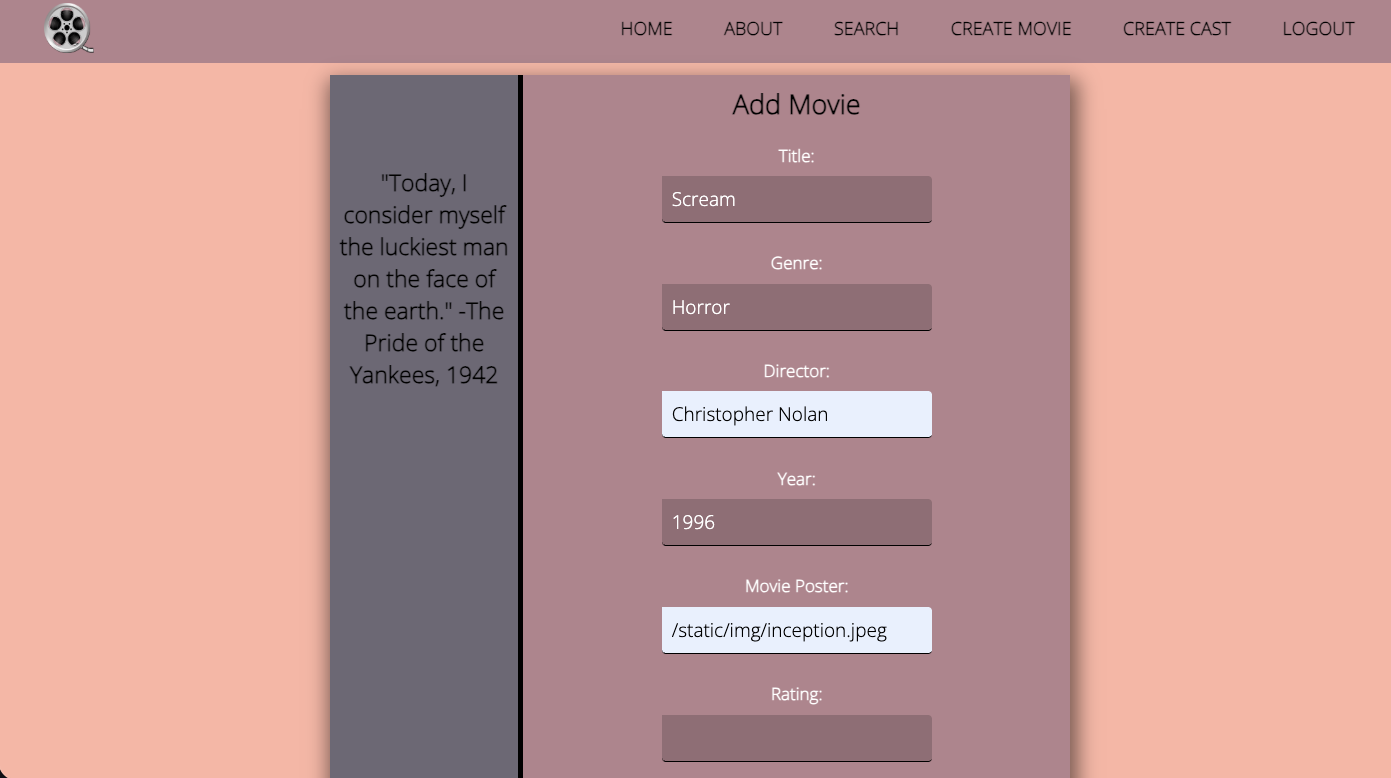 HOME ABOUT SEARCH CREATE MOVIE CREATE CAST LOGOUT
"Today, I
consider myself
the luckiest man
on the face of
the earth." -The
Pride of the
Yankees, 1942
Add Movie
Title:
Scream
Genre:
Horror
Director:
Christopher Nolan
Year:
1996
Movie Poster:
/static/img/inception.jpeg
Rating: